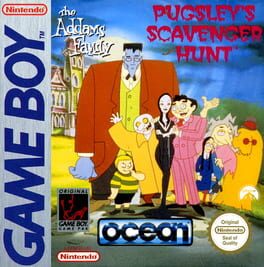 Nintendo
GAME BOY
TM
the
Addams
Family
PUGSLEY'S
SCAVENGER
HUNT
ORIGINAL
Nintendo
GAME BOY
GAME PAK
ocean
Original
Nintendo
Seal of
Quality